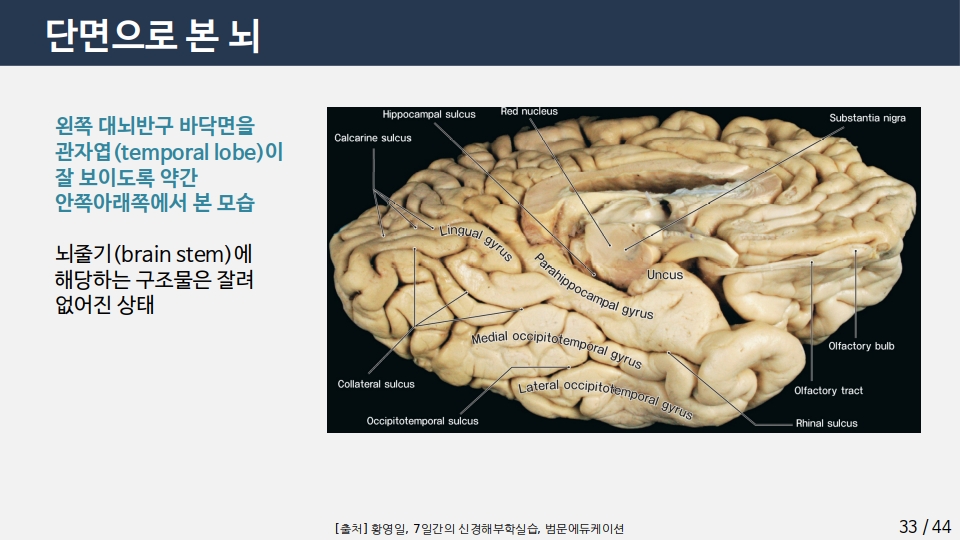 단면으로 본 뇌
왼쪽 대뇌반구 바닥면을
관자엽(temporal lobe)이
잘 보이도록 약간
안쪽아래쪽에서 본 모습
뇌줄기(brain stem)에
해당하는 구조물은 잘려
없어진 상태
Hippocampal sulcus
Red nucleus
Substantia nigra
Calcarine sulcus
Lingual gyrus
Parahippocampal gyrus
Uncus
Medial occipitotemporal gyrus
Olfactory bulb
Collateral sulcus
Lateral occipitotemporal gyrus
Olfactory tract
Occipitotemporal sulcus
Rhinal sulcus
[출처] 황영일, 7일간의 신경해부학실습, 범문에듀케이션
33 / 44